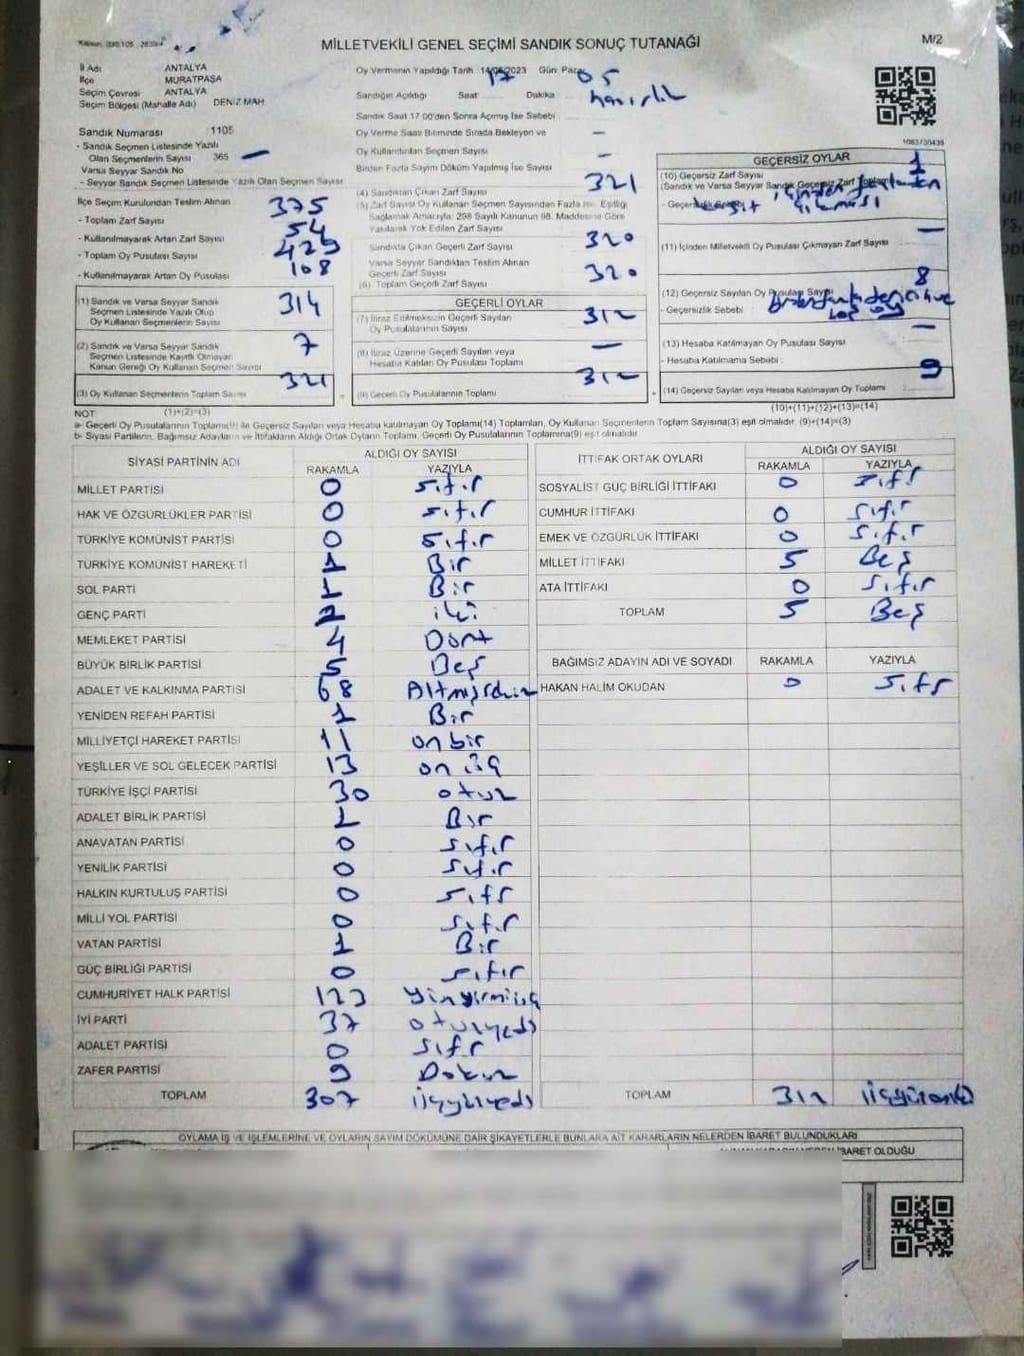 MİLLETVEKİLİ GENEL SEÇİMİ SANDIK SONUÇ TUTANAĞI
M/2
İl Adı ANTALYA
İlçe MURATPAŞA
Seçim Çevresi ANTALYA
Seçim Bölgesi (Mahalle Adı) DENİZ MAH.
Sandık Numarası 1105
- Sandık Seçmen Listesinde Yazılı
Olan Seçmenlerin Sayısı 365
Varsa Seyyar Sandık No
- Seyyar Sandık Seçmen Listesinde Yazılı Olan Seçmen Sayısı
İlçe Seçim Kurulundan Teslim Alınan
- Toplam Zarf Sayısı 375
- Kullanılmayarak Artan Zarf Sayısı 54
- Toplam Oy Pusulası Sayısı 429
- Kullanılmayarak Artan Oy Pusulası 108
(1) Sandık ve Varsa Seyyar Sandık
Seçmen Listesinde Yazılı Olup
Oy Kullanan Seçmenlerin Sayısı 314
(2) Sandık ve Varsa Seyyar Sandık
Seçmen Listesinde Kayıtlı Olmayan
Kanun Gereği Oy Kullanan Seçmen Sayısı 7
(3) Oy Kullanan Seçmenlerin Toplam Sayısı 321
Oy Vermenin Yapıldığı Tarih 14/05/2023 Gün: Pazar
Sandığın Açıldığı Saat 17 Dakika 05
Sandık Saat 17.00'den Sonra Açılmış İse Sebebi hazırlık
Oy Verme Saati Bitiminde Sırada Bekleyen ve
Oy Kullandırılan Seçmen Sayısı —
Birden Fazla Sayım Döküm Yapılmış İse Sayısı —
(4) Sandıktan Çıkan Zarf Sayısı 321
(5) Zarf Sayısı Oy Kullanan Seçmen Sayısından Fazla İse, Eşitliği
Sağlamak Amacıyla; 298 Sayılı Kanunun 98. Maddesine Göre
Yakılarak Yok Edilen Zarf Sayısı
Sandıkta Çıkan Geçerli Zarf Sayısı 320
Varsa Seyyar Sandıktan Teslim Alınan
Geçerli Zarf Sayısı
(6) Toplam Geçerli Zarf Sayısı 320
GEÇERLİ OYLAR
(7) İtiraz Edilmeksizin Geçerli Sayılan
Oy Pusulalarının Sayısı 312
(8) İtiraz Üzerine Geçerli Sayılan veya
Hesaba Katılan Oy Pusulası Toplamı —
(9) Geçerli Oy Pusulalarının Toplamı 312
1083730435
GEÇERSİZ OYLAR
(10) Geçersiz Zarf Sayısı 1
(Sandık ve Varsa Seyyar Sandık Geçersiz Zarf Toplamı)
- Geçersizlik Sebebi
(11) İçinden Milletvekili Oy Pusulası Çıkmayan Zarf Sayısı —
(12) Geçersiz Sayılan Oy Pusulası Sayısı 8
- Geçersizlik Sebebi
(13) Hesaba Katılmayan Oy Pusulası Sayısı —
- Hesaba Katılmama Sebebi
(14) Geçersiz Sayılan veya Hesaba Katılmayan Oy Toplamı 9
NOT: (1)+(2)=(3) (10)+(11)+(12)+(13)=(14)
a- Geçerli Oy Pusulalarının Toplamı(9) ile Geçersiz Sayılan veya Hesaba katılmayan Oy Toplamı(14) Toplamları, Oy Kullanan Seçmenlerin Toplam Sayısına(3) eşit olmalıdır. (9)+(14)=(3)
b- Siyasi Partilerin, Bağımsız Adayların ve İttifakların Aldığı Ortak Oyların Toplamı, Geçerli Oy Pusulalarının Toplamına(9) eşit olmalıdır
SİYASİ PARTİNİN ADI ALDIĞI OY SAYISI
RAKAMLA YAZIYLA
MİLLET PARTİSİ 0 Sıfır
HAK VE ÖZGÜRLÜKLER PARTİSİ 0 Sıfır
TÜRKİYE KOMÜNİST PARTİSİ 0 Sıfır
TÜRKİYE KOMÜNİST HAREKETİ 1 Bir
SOL PARTİ 1 Bir
GENÇ PARTİ 2 iki
MEMLEKET PARTİSİ 4 Dört
BÜYÜK BİRLİK PARTİSİ 5 Beş
ADALET VE KALKINMA PARTİSİ 68 Altmışsekiz
YENİDEN REFAH PARTİSİ 1 Bir
MİLLİYETÇİ HAREKET PARTİSİ 11 on bir
YEŞİLLER VE SOL GELECEK PARTİSİ 13 on üç
TÜRKİYE İŞÇİ PARTİSİ 30 otuz
ADALET BİRLİK PARTİSİ 1 Bir
ANAVATAN PARTİSİ 0 Sıfır
YENİLİK PARTİSİ 0 Sıfır
HALKIN KURTULUŞ PARTİSİ 0 Sıfır
MİLLİ YOL PARTİSİ 0 Sıfır
VATAN PARTİSİ 1 Bir
GÜÇ BİRLİĞİ PARTİSİ 0 Sıfır
CUMHURİYET HALK PARTİSİ 123 Yüzyirmiüç
İYİ PARTİ 37 otuzyedi
ADALET PARTİSİ 0 Sıfır
ZAFER PARTİSİ 9 Dokuz
TOPLAM 307 üçyüzyedi
İTTİFAK ORTAK OYLARI ALDIĞI OY SAYISI
RAKAMLA YAZIYLA
SOSYALİST GÜÇ BİRLİĞİ İTTİFAKI 0 Sıfır
CUMHUR İTTİFAKI 0 Sıfır
EMEK VE ÖZGÜRLÜK İTTİFAKI 0 Sıfır
MİLLET İTTİFAKI 5 Beş
ATA İTTİFAKI 0 Sıfır
TOPLAM 5 Beş
BAĞIMSIZ ADAYIN ADI VE SOYADI RAKAMLA YAZIYLA
HAKAN HALİM OKUDAN 0 Sıfır
TOPLAM 312 üçyüzoniki
OYLAMA İŞ VE İŞLEMLERİNE VE OYLARIN SAYIM DÖKÜMÜNE DAİR ŞİKAYETLERLE BUNLARA AİT KARARLARIN NELERDEN İBARET BULUNDUKLARI
İBARET OLDUĞU